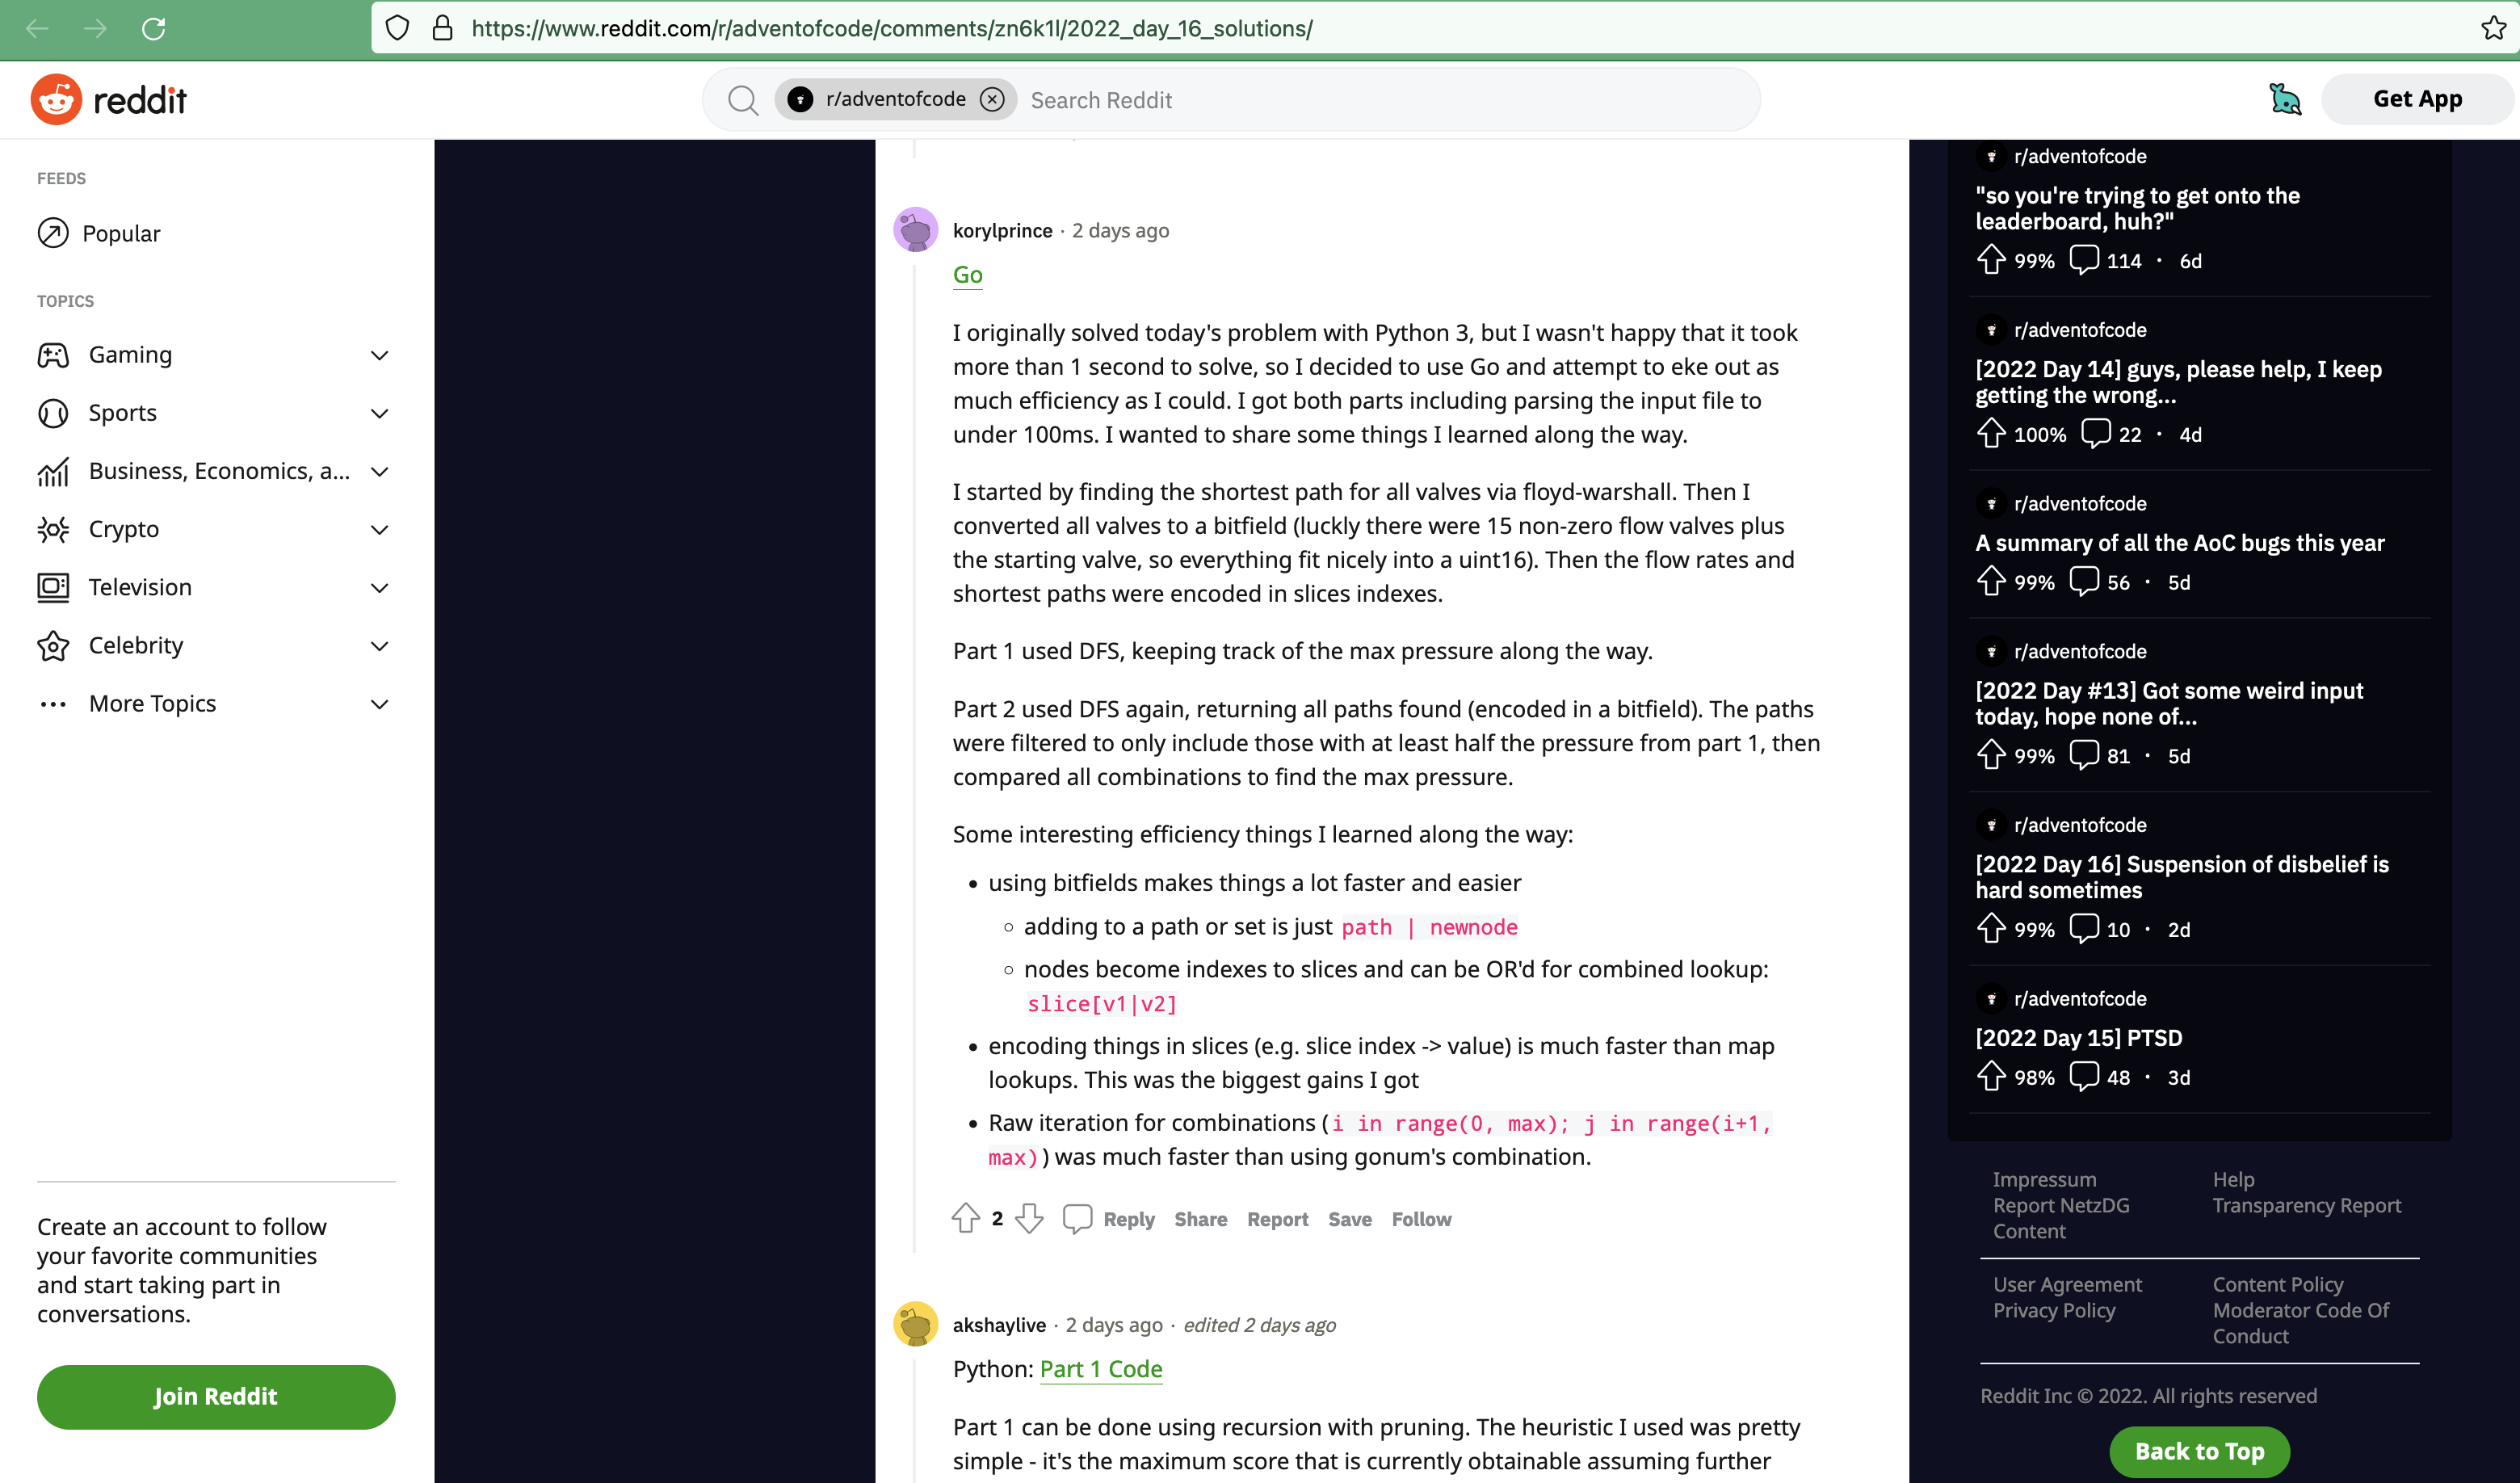 https://www.reddit.com/r/adventofcode/comments/zn6k1l/2022_day_16_solutions/
reddit
r/adventofcode
Search Reddit
Get App
FEEDS
Popular
TOPICS
Gaming
Sports
Business, Economics, a...
Crypto
Television
Celebrity
More Topics
Create an account to follow
your favorite communities
and start taking part in
conversations.
Join Reddit
korylprince · 2 days ago
Go
I originally solved today's problem with Python 3, but I wasn't happy that it took
more than 1 second to solve, so I decided to use Go and attempt to eke out as
much efficiency as I could. I got both parts including parsing the input file to
under 100ms. I wanted to share some things I learned along the way.
I started by finding the shortest path for all valves via floyd-warshall. Then I
converted all valves to a bitfield (luckly there were 15 non-zero flow valves plus
the starting valve, so everything fit nicely into a uint16). Then the flow rates and
shortest paths were encoded in slices indexes.
Part 1 used DFS, keeping track of the max pressure along the way.
Part 2 used DFS again, returning all paths found (encoded in a bitfield). The paths
were filtered to only include those with at least half the pressure from part 1, then
compared all combinations to find the max pressure.
Some interesting efficiency things I learned along the way:
• using bitfields makes things a lot faster and easier
◦ adding to a path or set is just path | newnode
◦ nodes become indexes to slices and can be OR'd for combined lookup:
slice[v1|v2]
• encoding things in slices (e.g. slice index -> value) is much faster than map
lookups. This was the biggest gains I got
• Raw iteration for combinations (i in range(0, max); j in range(i+1,
max)) was much faster than using gonum's combination.
2 Reply Share Report Save Follow
akshaylive · 2 days ago · edited 2 days ago
Python: Part 1 Code
Part 1 can be done using recursion with pruning. The heuristic I used was pretty
simple - it's the maximum score that is currently obtainable assuming further
r/adventofcode
"so you're trying to get onto the
leaderboard, huh?"
99% 114 · 6d
r/adventofcode
[2022 Day 14] guys, please help, I keep
getting the wrong...
100% 22 · 4d
r/adventofcode
A summary of all the AoC bugs this year
99% 56 · 5d
r/adventofcode
[2022 Day #13] Got some weird input
today, hope none of...
99% 81 · 5d
r/adventofcode
[2022 Day 16] Suspension of disbelief is
hard sometimes
99% 10 · 2d
r/adventofcode
[2022 Day 15] PTSD
98% 48 · 3d
Impressum
Report NetzDG
Content
Help
Transparency Report
User Agreement
Privacy Policy
Content Policy
Moderator Code Of
Conduct
Reddit Inc © 2022. All rights reserved
Back to Top